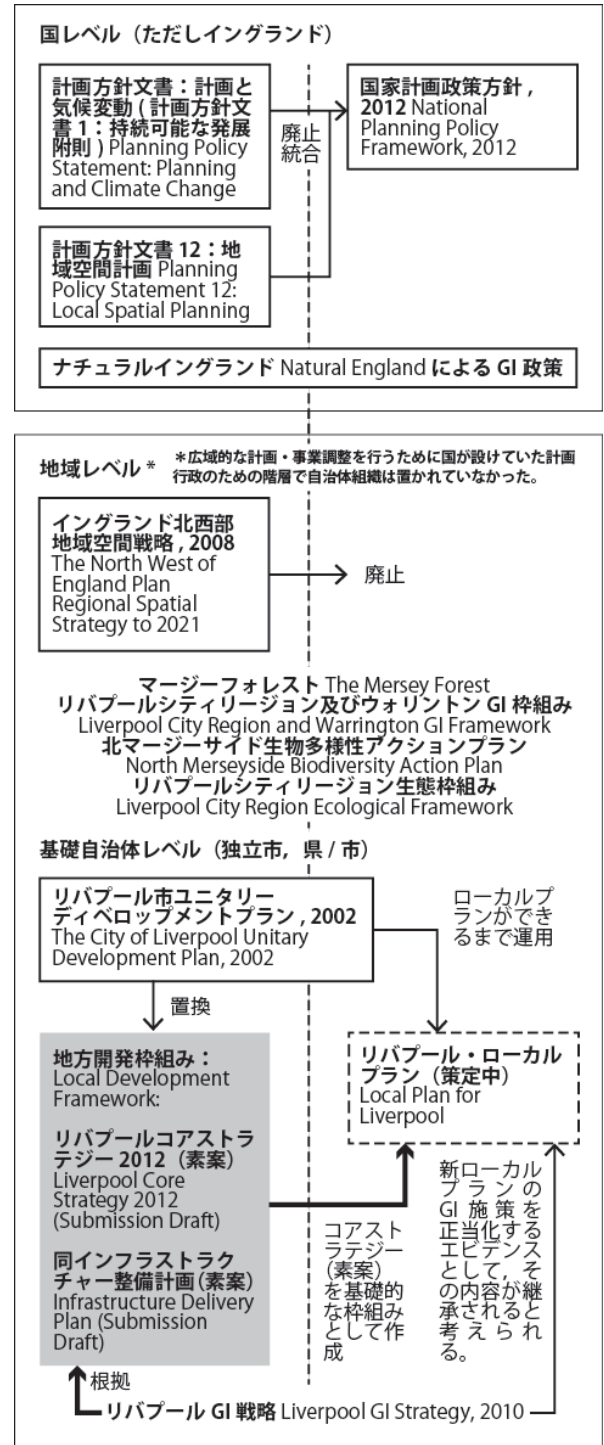 国レベル（ただしイングランド）
計画方針文書：計画と
気候変動 ( 計画方針文
書 1：持続可能な発展
附則 ) Planning Policy
Statement: Planning
and Climate Change
廃止
統合
国家計画政策方針 ,
2012 National
Planning Policy
Framework, 2012
計画方針文書 12：地
域空間計画 Planning
Policy Statement 12:
Local Spatial Planning
ナチュラルイングランド Natural England による GI 政策
地域レベル *
＊広域的な計画・事業調整を行うために国が設けていた計画
行政のための階層で自治体組織は置かれていなかった。
イングランド北西部
地域空間戦略 , 2008
The North West of
England Plan
Regional Spatial
Strategy to 2021
廃止
マージーフォレスト The Mersey Forest
リバプールシティリージョン及びウォリントン GI 枠組み
Liverpool City Region and Warrington GI Framework
北マージーサイド生物多様性アクションプラン
North Merseyside Biodiversity Action Plan
リバプールシティリージョン生態枠組み
Liverpool City Region Ecological Framework
基礎自治体レベル（独立市，県 / 市）
リバプール市ユニタリー
ディベロップメントプラン , 2002
The City of Liverpool Unitary
Development Plan, 2002
ローカルプ
ランができ
るまで運用
置換
地方開発枠組み：
Local Development
Framework:
リバプールコアストラ
テジー 2012（素案）
Liverpool Core
Strategy 2012
(Submission Draft)
同インフラストラク
チャー整備計画（素案）
Infrastructure Delivery
Plan (Submission
Draft)
リバプール・ローカル
プラン（策定中）
Local Plan for
Liverpool
コアスト
ラテジー
（素案）
を基礎的
な枠組み
として作
成
新ローカル
プランの
GI 施策を
正当化する
エビデンス
として，そ
の内容が継
承されると
考えられ
る。
根拠
リバプール GI 戦略 Liverpool GI Strategy, 2010